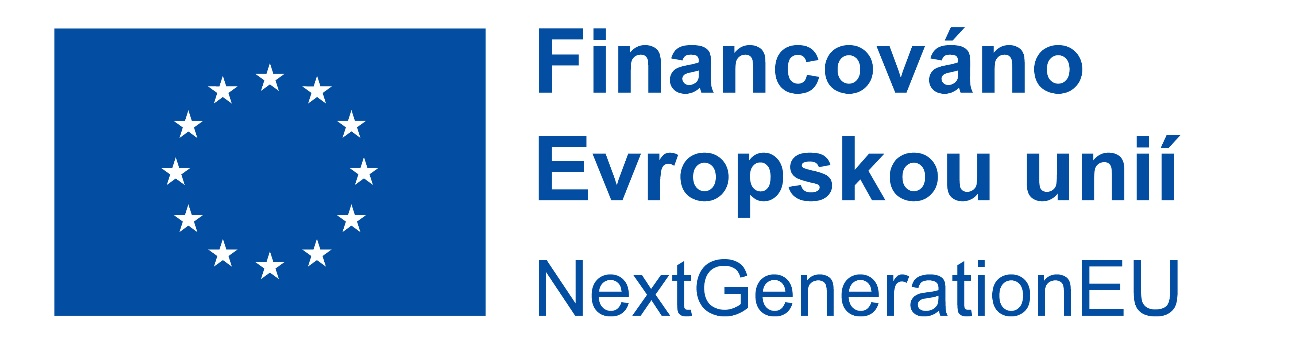 Financováno
Evropskou unií
NextGenerationEU